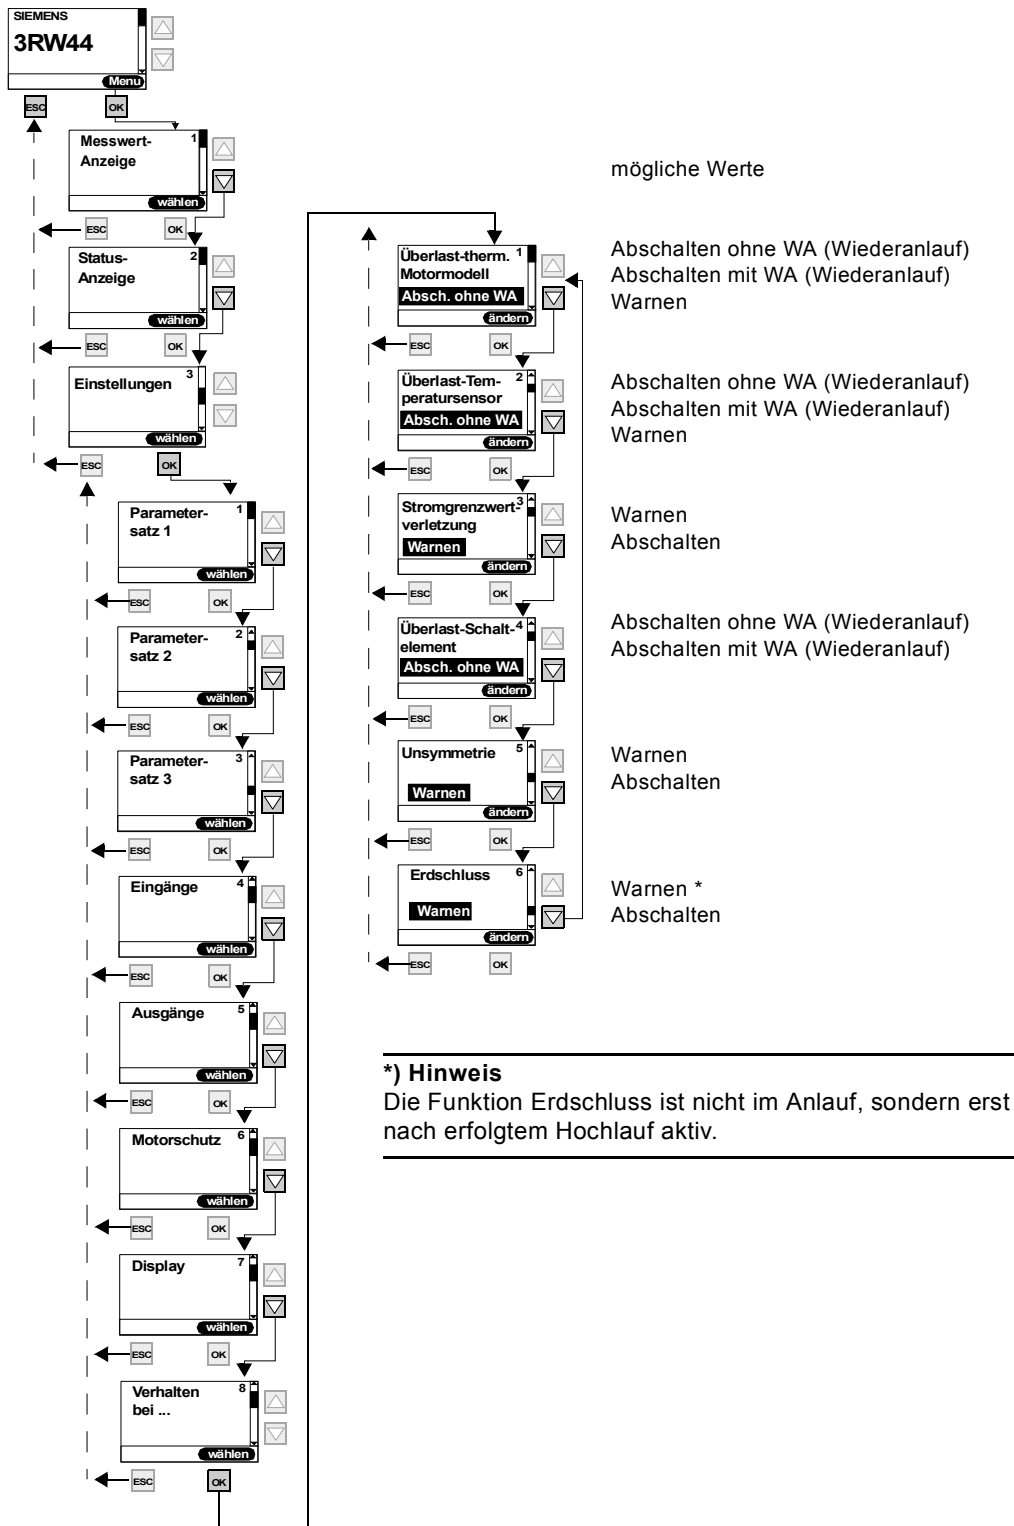 SIEMENS
3RW44
Menu
ESC
OK
Messwert-
Anzeige
1
wählen
ESC
OK
Status-
Anzeige
2
wählen
ESC
OK
Einstellungen
3
wählen
ESC
OK
Parameter-
satz 1
1
wählen
ESC
OK
Parameter-
satz 2
2
wählen
ESC
OK
Parameter-
satz 3
3
wählen
ESC
OK
Eingänge
4
wählen
ESC
OK
Ausgänge
5
wählen
ESC
OK
Motorschutz
6
wählen
ESC
OK
Display
7
wählen
ESC
OK
Verhalten
bei ...
8
wählen
ESC
OK
Überlast-therm.
Motormodell
1
Absch. ohne WA
ändern
ESC
OK
Überlast-Tem-
peratursensor
2
Absch. ohne WA
ändern
ESC
OK
Stromgrenzwert-
verletzung
3
Warnen
ändern
ESC
OK
Überlast-Schalt-
element
4
Absch. ohne WA
ändern
ESC
OK
Unsymmetrie
5
Warnen
ändern
ESC
OK
Erdschluss
6
Warnen
ändern
ESC
OK
mögliche Werte
Abschalten ohne WA (Wiederanlauf)
Abschalten mit WA (Wiederanlauf)
Warnen
Abschalten ohne WA (Wiederanlauf)
Abschalten mit WA (Wiederanlauf)
Warnen
Warnen
Abschalten
Abschalten ohne WA (Wiederanlauf)
Abschalten mit WA (Wiederanlauf)
Warnen
Abschalten
Warnen *
Abschalten
*) Hinweis
Die Funktion Erdschluss ist nicht im Anlauf, sondern erst
nach erfolgtem Hochlauf aktiv.